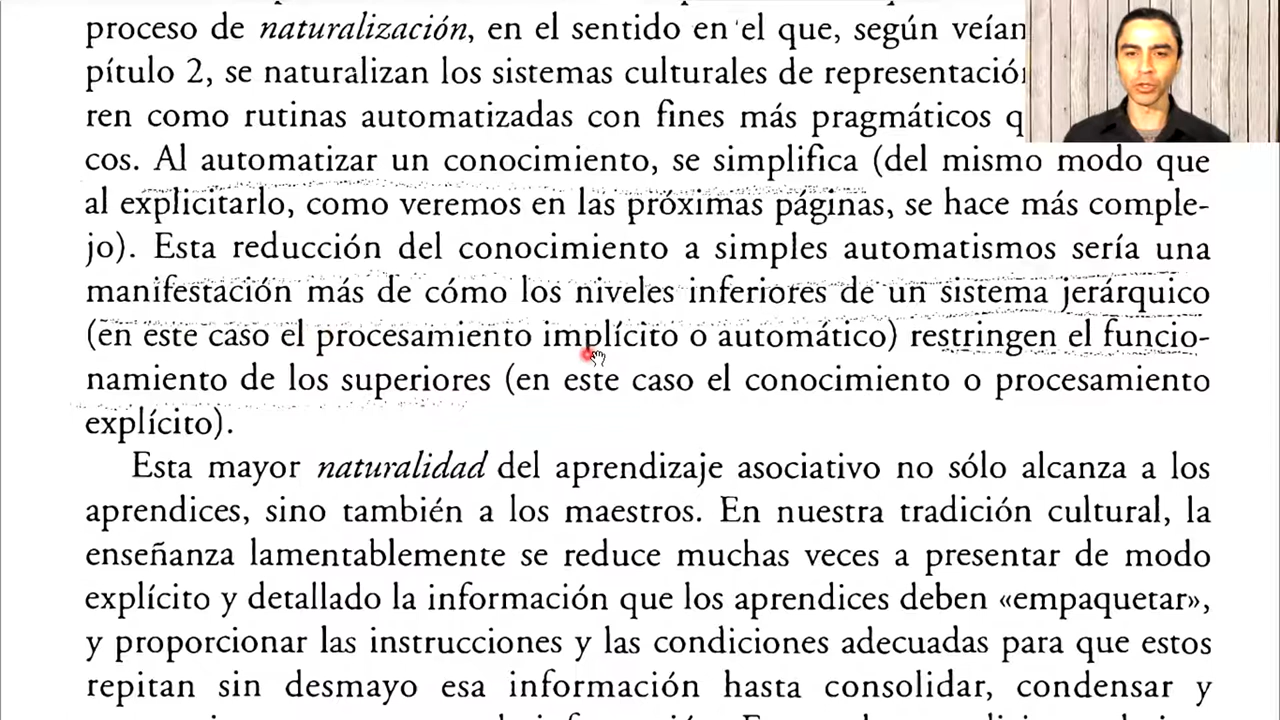 proceso de naturalización, en el sentido en el que, según veían
pítulo 2, se naturalizan los sistemas culturales de representación
ren como rutinas automatizadas con fines más pragmáticos q
cos. Al automatizar un conocimiento, se simplifica (del mismo modo que
al explicitarlo, como veremos en las próximas páginas, se hace más comple-
jo). Esta reducción del conocimiento a simples automatismos sería una
manifestación más de cómo los niveles inferiores de un sistema jerárquico
(en este caso el procesamiento implícito o automático) restringen el funcio-
namiento de los superiores (en este caso el conocimiento o procesamiento
explícito).
Esta mayor naturalidad del aprendizaje asociativo no sólo alcanza a los
aprendices, sino también a los maestros. En nuestra tradición cultural, la
enseñanza lamentablemente se reduce muchas veces a presentar de modo
explícito y detallado la información que los aprendices deben «empaquetar»,
y proporcionar las instrucciones y las condiciones adecuadas para que estos
repitan sin desmayo esa información hasta consolidar, condensar y